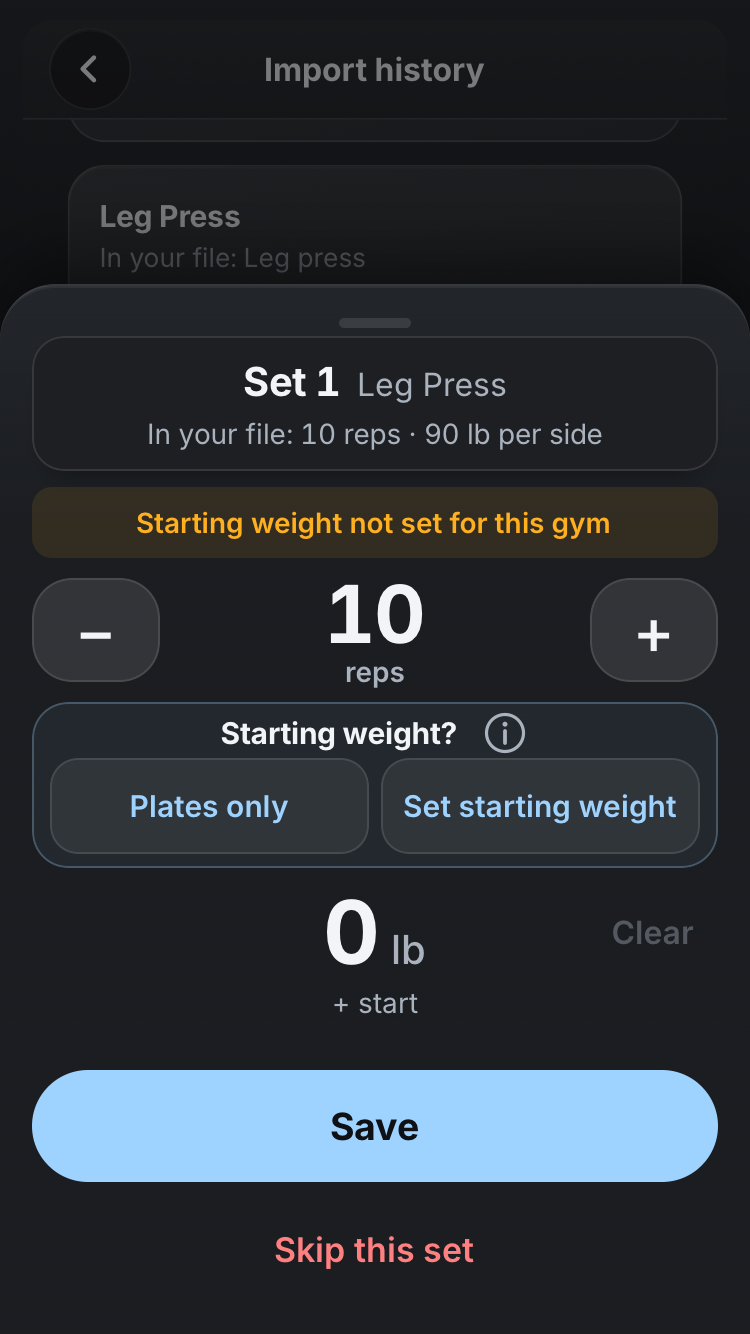 Import history
Leg Press
In your file: Leg press
Set 1 Leg Press
In your file: 10 reps · 90 lb per side
Starting weight not set for this gym
−
10
+
reps
Starting weight?
Plates only
Set starting weight
0 lb
Clear
+ start
Save
Skip this set